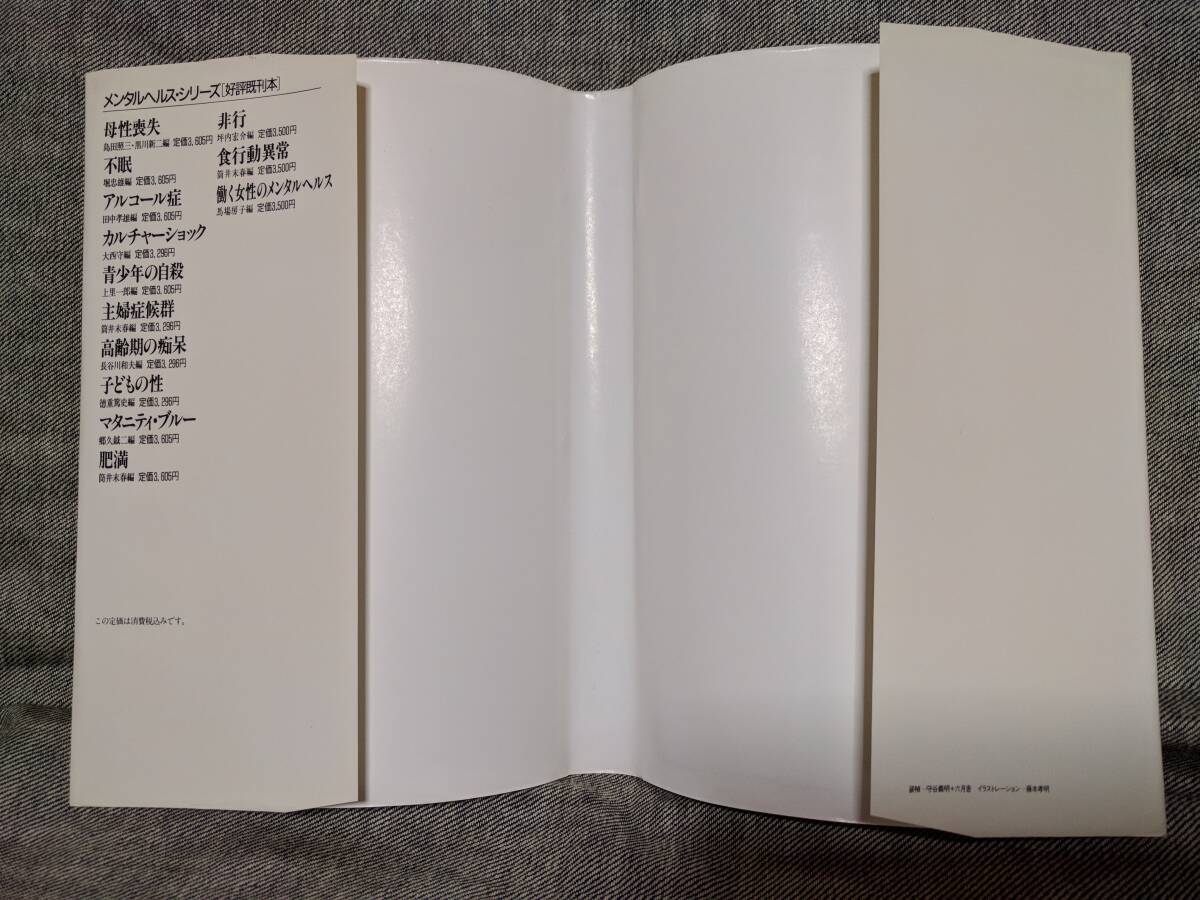 メンタルヘルス・シリーズ[好評既刊本]
母性喪失
島田照三・黒川新二編 定価3,605円
不眠
堀忠雄編 定価3,605円
アルコール症
田中孝雄編 定価3,605円
カルチャーショック
大西守編 定価3,296円
青少年の自殺
上里一郎編 定価3,605円
主婦症候群
筒井末春編 定価3,296円
高齢期の痴呆
長谷川和夫編 定価3,296円
子どもの性
徳重篤史編 定価3,296円
マタニティ・ブルー
郷久鉞二編 定価3,605円
肥満
筒井末春編 定価3,605円
非行
坪内宏介編 定価3,500円
食行動異常
筒井末春編 定価3,500円
働く女性のメンタルヘルス
馬場房子編 定価3,500円
この定価は消費税込みです。
装幀・守谷義明+六月舎 イラストレーション・藤本孝明